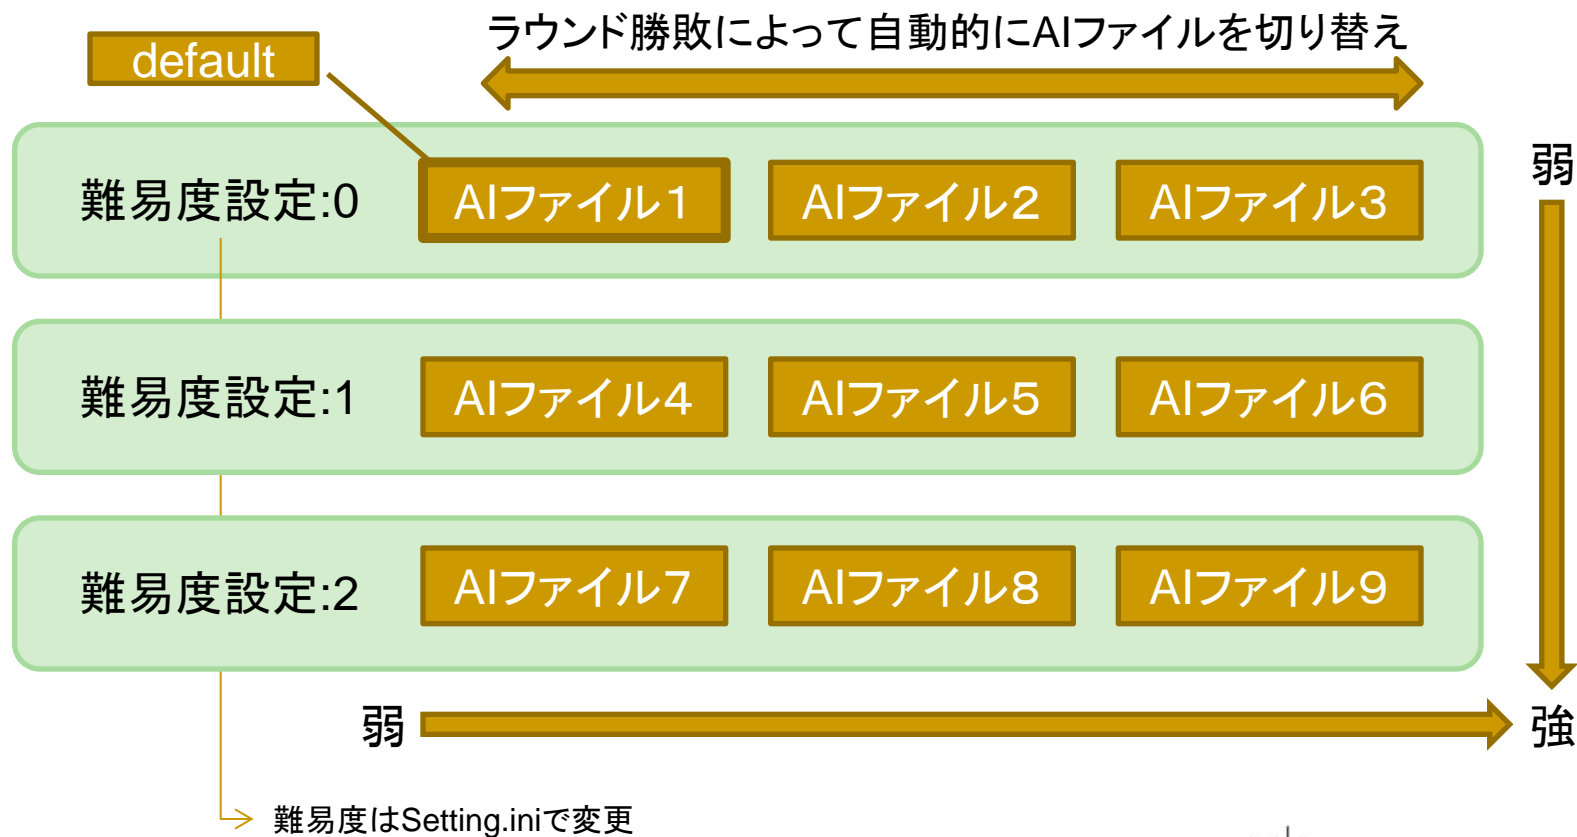 ラウンド勝敗によって自動的にAIファイルを切り替え
default
難易度設定:0 AIファイル１ AIファイル２ AIファイル３
弱
難易度設定:1 AIファイル４ AIファイル５ AIファイル６
難易度設定:2 AIファイル７ AIファイル８ AIファイル９
弱 強
難易度はSetting.iniで変更